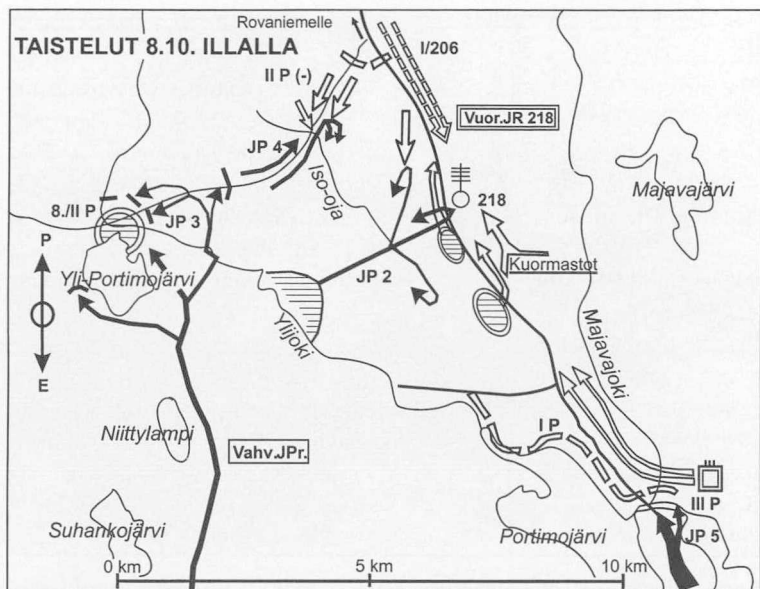 Rovaniemelle
TAISTELUT 8.10. ILLALLA
I/206
II P (-)
Vuor.JR 218
JP 4
Iso-oja
Majavajärvi
8./II P
JP 3
218
P
Kuormastot
Yli-Portimojärvi
JP 2
Ylijoki
Majavajoki
E
Niittylampi
I P
Vahv.JPr.
III P
Suhankojärvi
Portimojärvi
JP 5
0 km
5 km
10 km